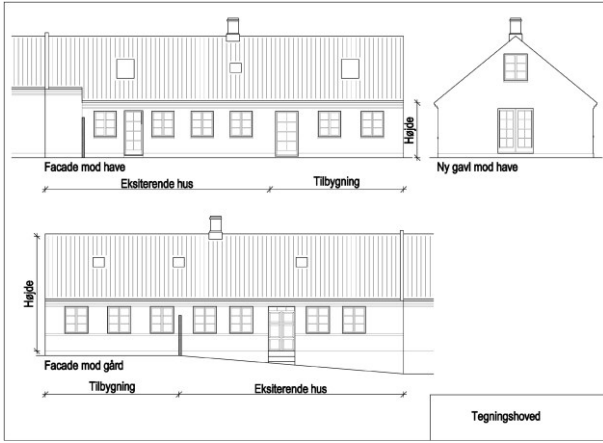 Højde
Facade mod have
Ny gavl mod have
Eksiterende hus
Tilbygning
Højde
Facade mod gård
Tilbygning
Eksiterende hus
Tegningshoved